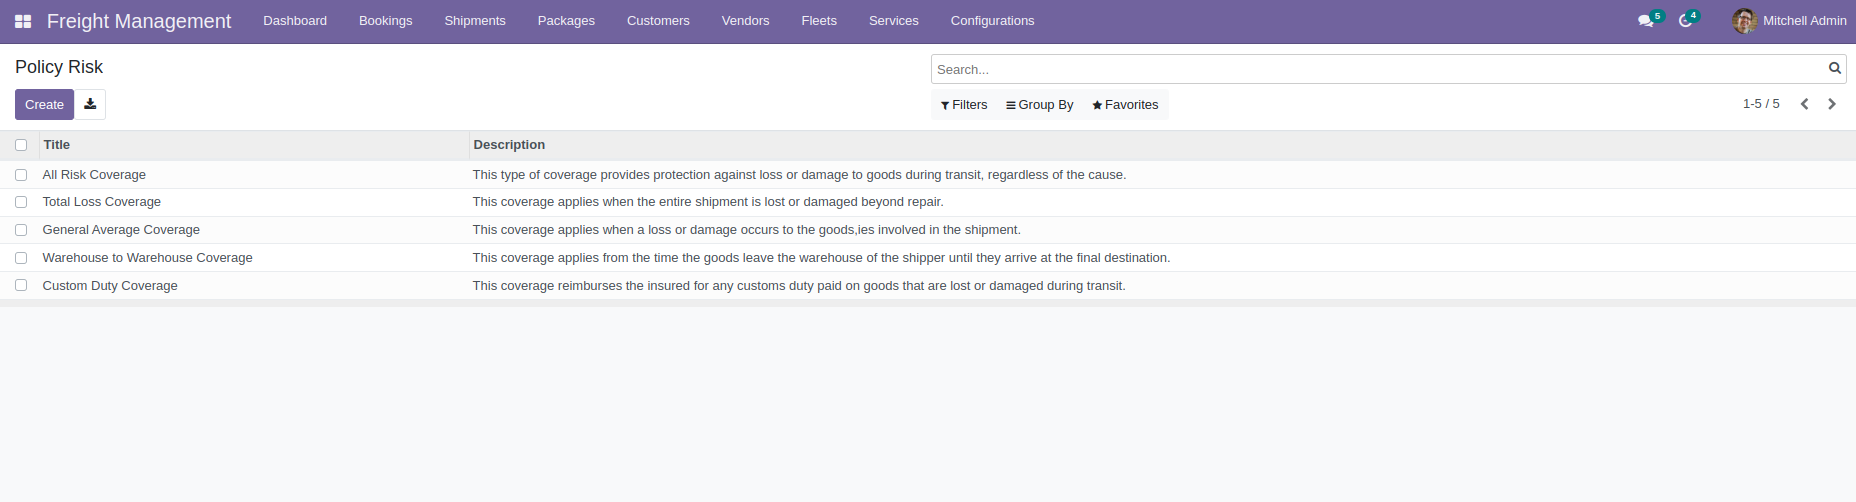 Freight Management Dashboard Bookings Shipments Packages Customers Vendors Fleets Services Configurations 5 4 Mitchell Admin
Policy Risk
Search...
Create
Filters Group By Favorites 1-5 / 5
Title Description
All Risk Coverage This type of coverage provides protection against loss or damage to goods during transit, regardless of the cause.
Total Loss Coverage This coverage applies when the entire shipment is lost or damaged beyond repair.
General Average Coverage This coverage applies when a loss or damage occurs to the goods,ies involved in the shipment.
Warehouse to Warehouse Coverage This coverage applies from the time the goods leave the warehouse of the shipper until they arrive at the final destination.
Custom Duty Coverage This coverage reimburses the insured for any customs duty paid on goods that are lost or damaged during transit.